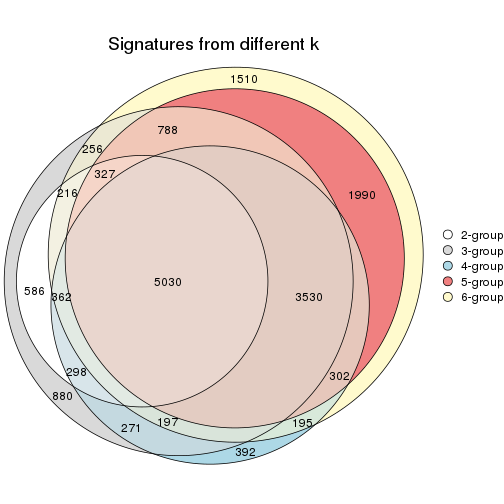 Signatures from different k
1510
788
256
327
216
1990
5030
3530
586
362
298
302
880
271
197
195
392
2-group
3-group
4-group
5-group
6-group